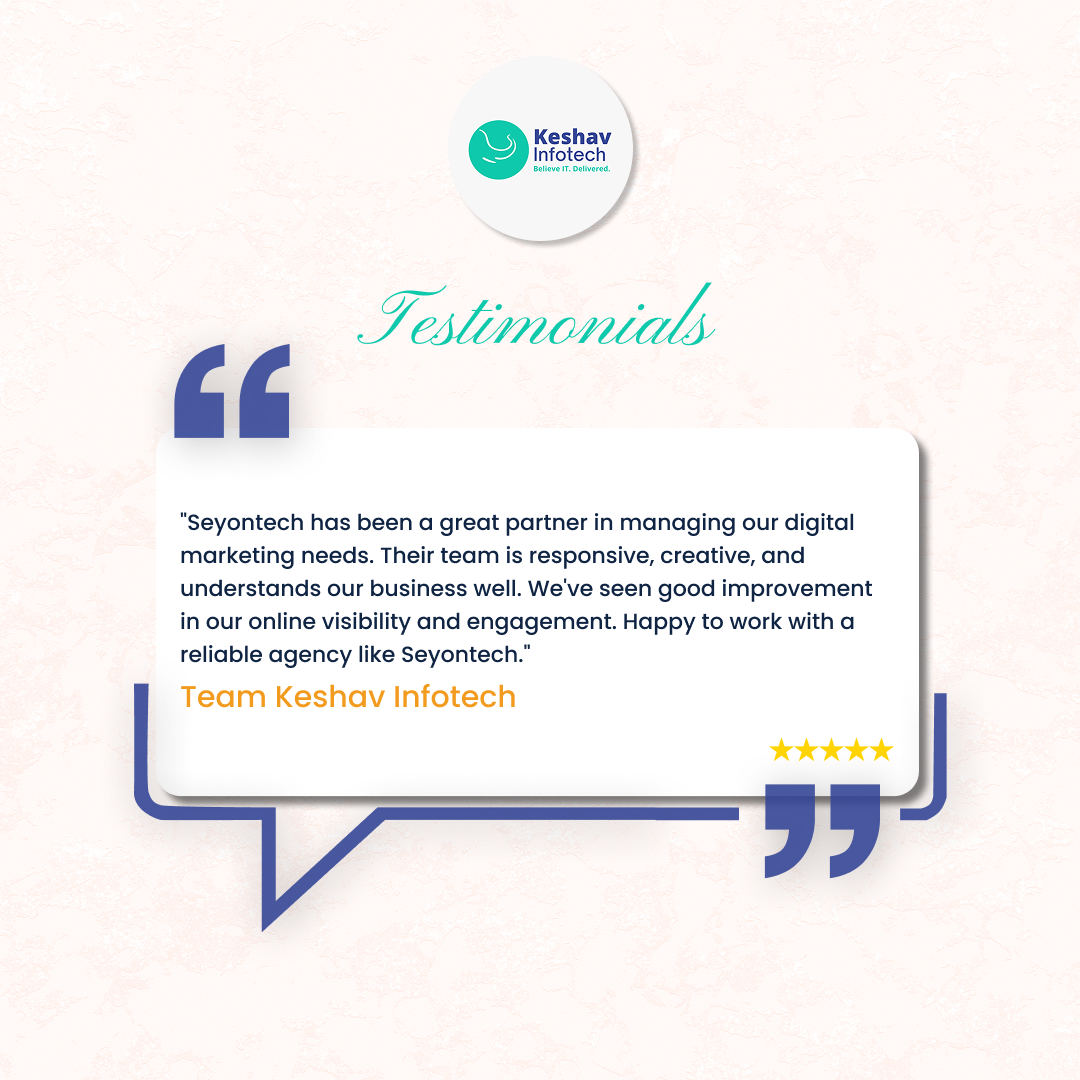 Keshav
Infotech
Believe IT. Delivered.
Testimonials
"Seyontech has been a great partner in managing our digital
marketing needs. Their team is responsive, creative, and
understands our business well. We've seen good improvement
in our online visibility and engagement. Happy to work with a
reliable agency like Seyontech."
Team Keshav Infotech